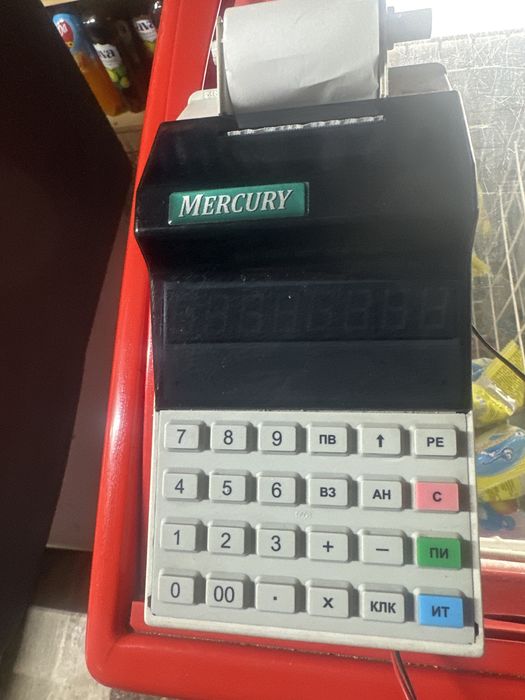 MERCURY
7 8 9 ПВ ↑ РЕ
4 5 6 ВЗ АН С
1 2 3 + – ПИ
0 00 . X КЛК ИТ